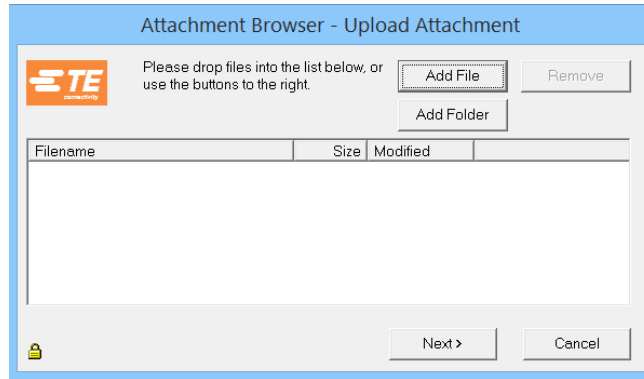 Attachment Browser - Upload Attachment
TE
connectivity
Please drop files into the list below, or
use the buttons to the right.
Add File
Remove
Add Folder
Filename Size Modified
Next >
Cancel